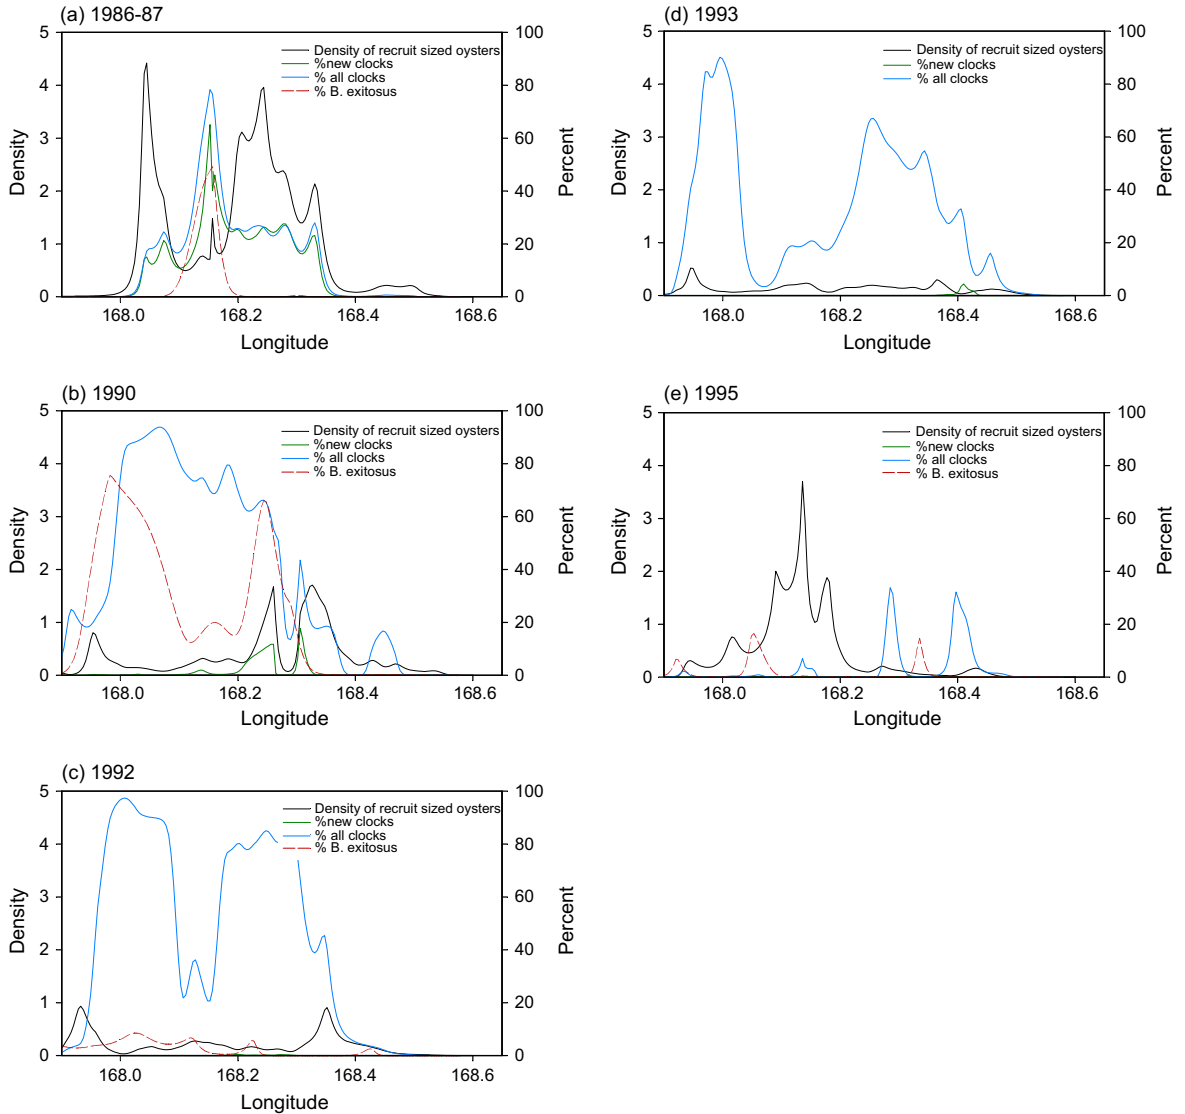 (a) 1986-87
Density of recruit sized oysters
%new clocks
% all clocks
% B. exitosus
5
4
3
2
1
0
Density
100
80
60
40
20
0
Percent
168.0 168.2 168.4 168.6
Longitude
(d) 1993
Density of recruit sized oysters
%new clocks
% all clocks
5
4
3
2
1
0
Density
100
80
60
40
20
0
Percent
168.0 168.2 168.4 168.6
Longitude
(b) 1990
Density of recruit sized oysters
%new clocks
% all clocks
% B. exitosus
5
4
3
2
1
0
Density
100
80
60
40
20
0
Percent
168.0 168.2 168.4 168.6
Longitude
(e) 1995
Density of recruit sized oysters
%new clocks
% all clocks
% B. exitosus
5
4
3
2
1
0
Density
100
80
60
40
20
0
Percent
168.0 168.2 168.4 168.6
Longitude
(c) 1992
Density of recruit sized oysters
%new clocks
% all clocks
% B. exitosus
5
4
3
2
1
0
Density
100
80
60
40
20
0
Percent
168.0 168.2 168.4 168.6
Longitude